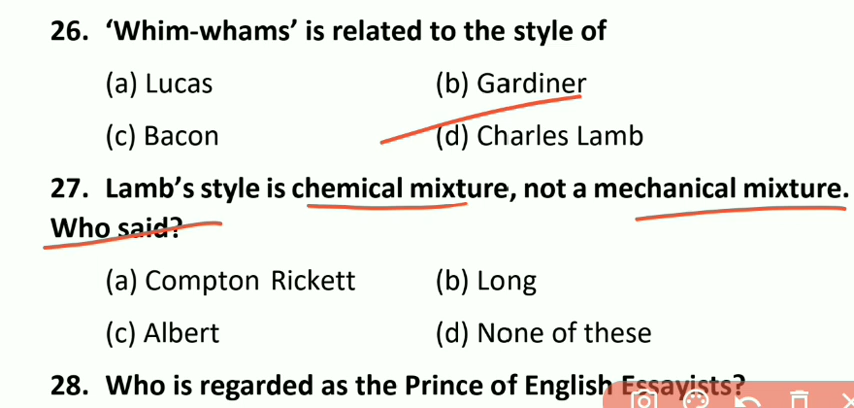 26. ‘Whim-whams’ is related to the style of
(a) Lucas (b) Gardiner
(c) Bacon (d) Charles Lamb
27. Lamb’s style is chemical mixture, not a mechanical mixture.
Who said?
(a) Compton Rickett (b) Long
(c) Albert (d) None of these
28. Who is regarded as the Prince of English Essayists?